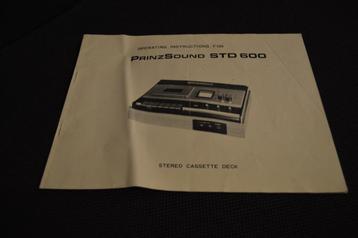 OPERATING INSTRUCTIONS FOR
PRINZSOUND STD 600
STEREO CASSETTE DECK